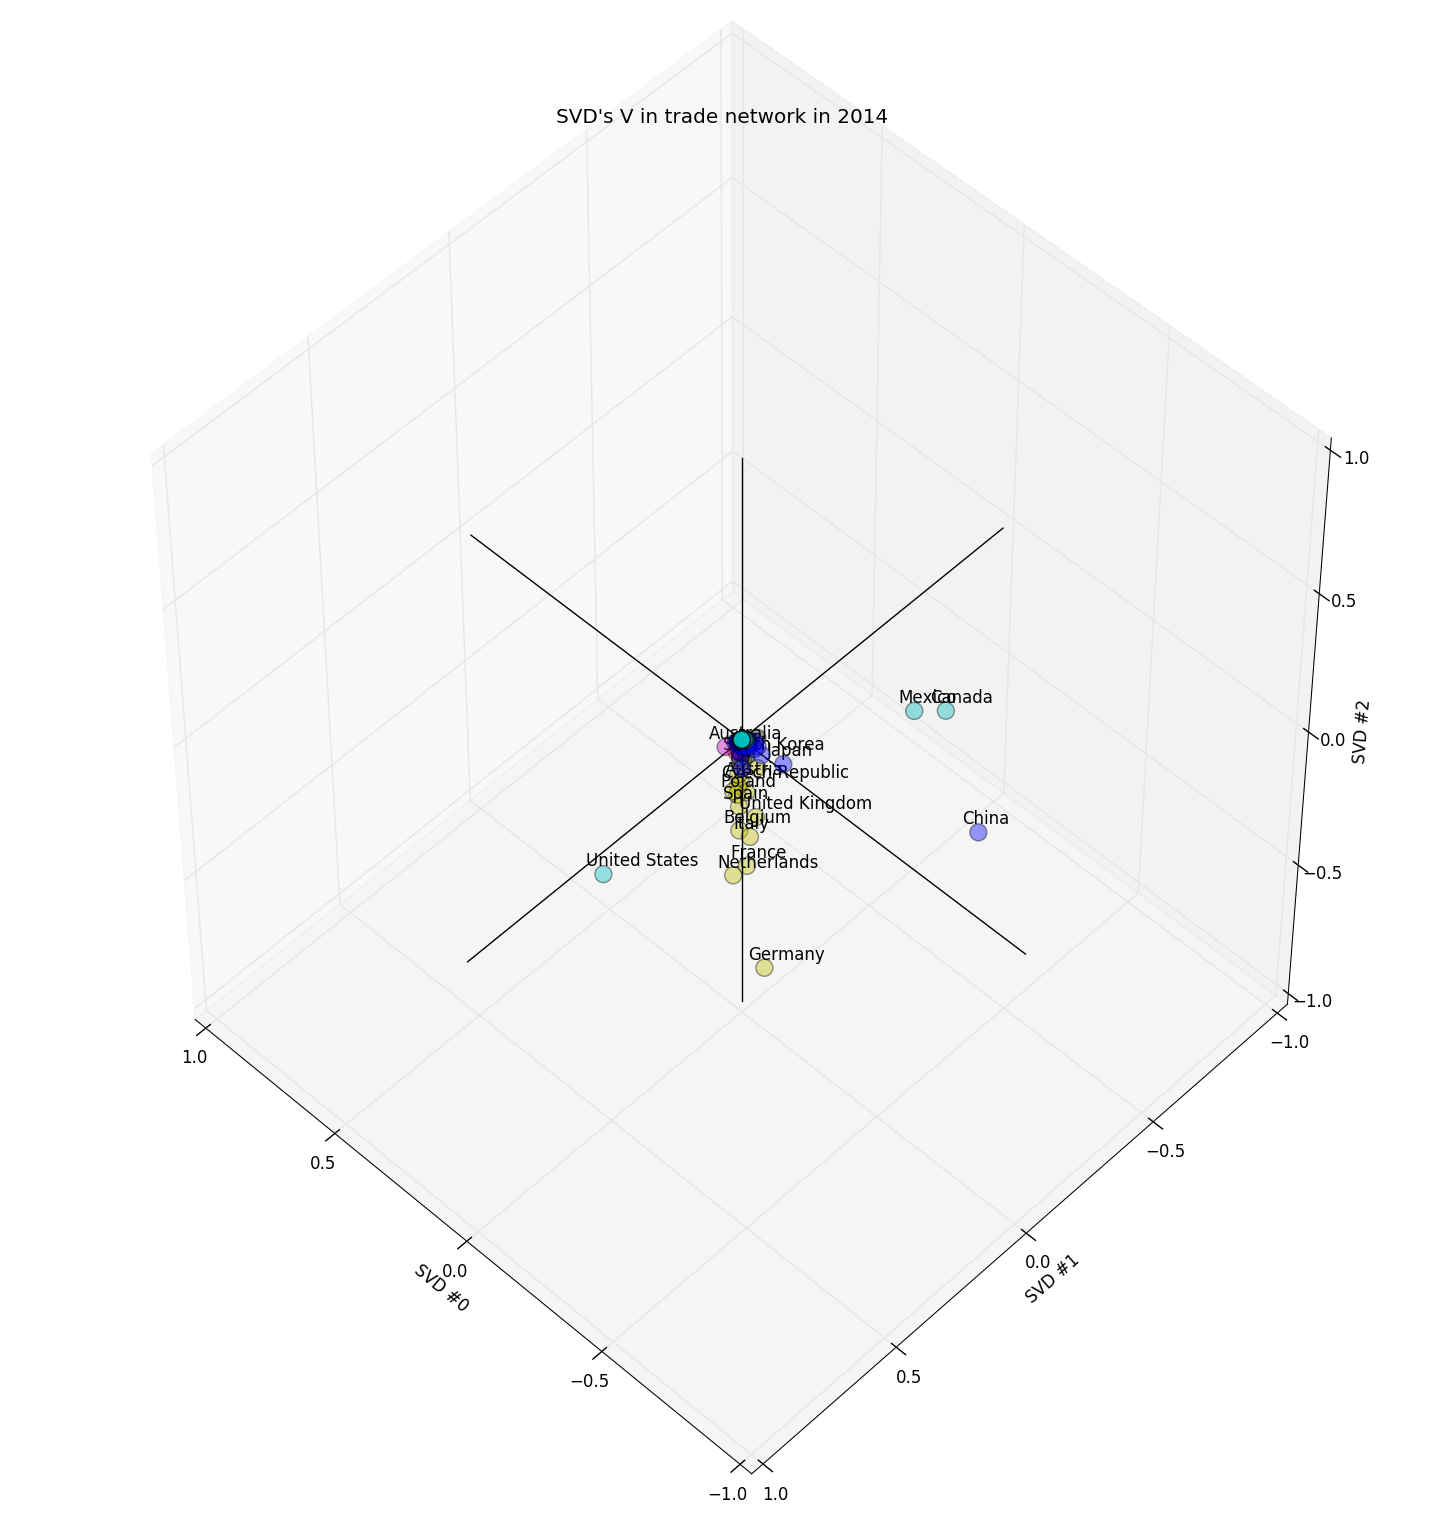 SVD's V in trade network in 2014
1.0
0.5
0.0
−0.5
−1.0
SVD #2
Mexico
Canada
Australia
South Korea
Japan
Austria
Czech Republic
Poland
Spain
United Kingdom
Belgium
Italy
China
France
United States
Netherlands
Germany
1.0
0.5
0.0
−0.5
−1.0
SVD #0
−1.0
−0.5
0.0
0.5
1.0
SVD #1